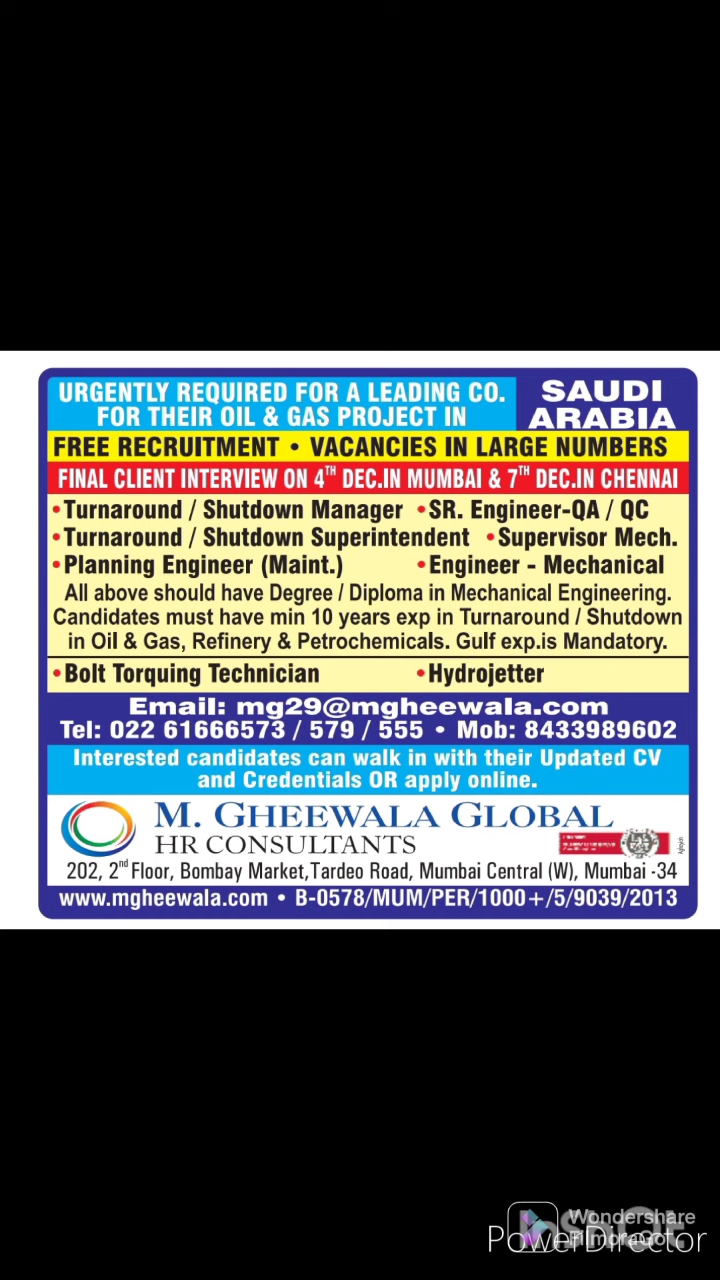 URGENTLY REQUIRED FOR A LEADING CO.
FOR THEIR OIL & GAS PROJECT IN
SAUDI
ARABIA
FREE RECRUITMENT • VACANCIES IN LARGE NUMBERS
FINAL CLIENT INTERVIEW ON 4TH DEC.IN MUMBAI & 7TH DEC.IN CHENNAI
•Turnaround / Shutdown Manager •SR. Engineer-QA / QC
•Turnaround / Shutdown Superintendent •Supervisor Mech.
•Planning Engineer (Maint.) •Engineer - Mechanical
All above should have Degree / Diploma in Mechanical Engineering.
Candidates must have min 10 years exp in Turnaround / Shutdown
in Oil & Gas, Refinery & Petrochemicals. Gulf exp.is Mandatory.
•Bolt Torquing Technician •Hydrojetter
Email: mg29@mgheewala.com
Tel: 022 61666573 / 579 / 555 • Mob: 8433989602
Interested candidates can walk in with their Updated CV
and Credentials OR apply online.
M. GHEEWALA GLOBAL
HR CONSULTANTS
202, 2nd Floor, Bombay Market,Tardeo Road, Mumbai Central (W), Mumbai -34
www.mgheewala.com • B-0578/MUM/PER/1000+/5/9039/2013
Wondershare
PowerDirector